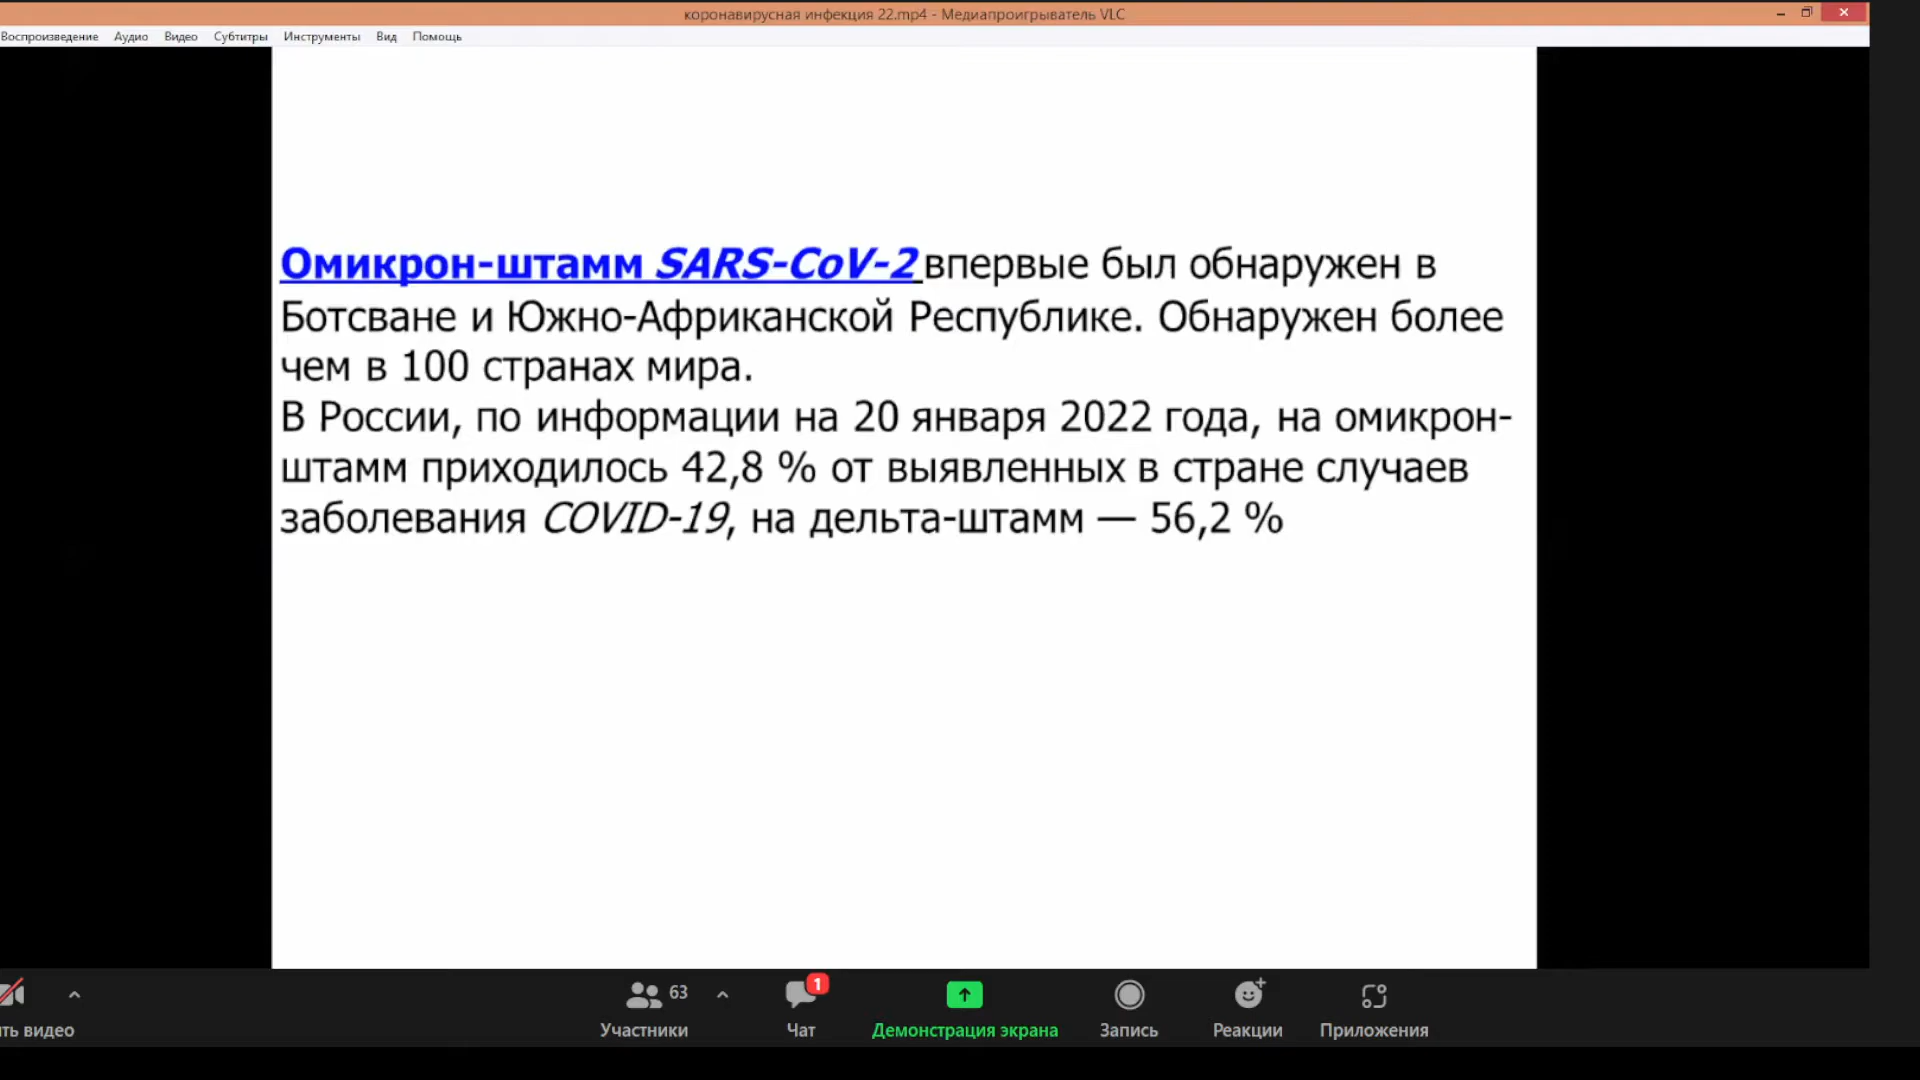 коронавирусная инфекция 22.mp4 - Медиапроигрыватель VLC
Воспроизведение Аудио Видео Субтитры Инструменты Вид Помощь
Омикрон-штамм SARS-CoV-2 впервые был обнаружен в
Ботсване и Южно-Африканской Республике. Обнаружен более
чем в 100 странах мира.
В России, по информации на 20 января 2022 года, на омикрон-
штамм приходилось 42,8 % от выявленных в стране случаев
заболевания COVID-19, на дельта-штамм — 56,2 %
63
1
ть видео Участники Чат Демонстрация экрана Запись Реакции Приложения